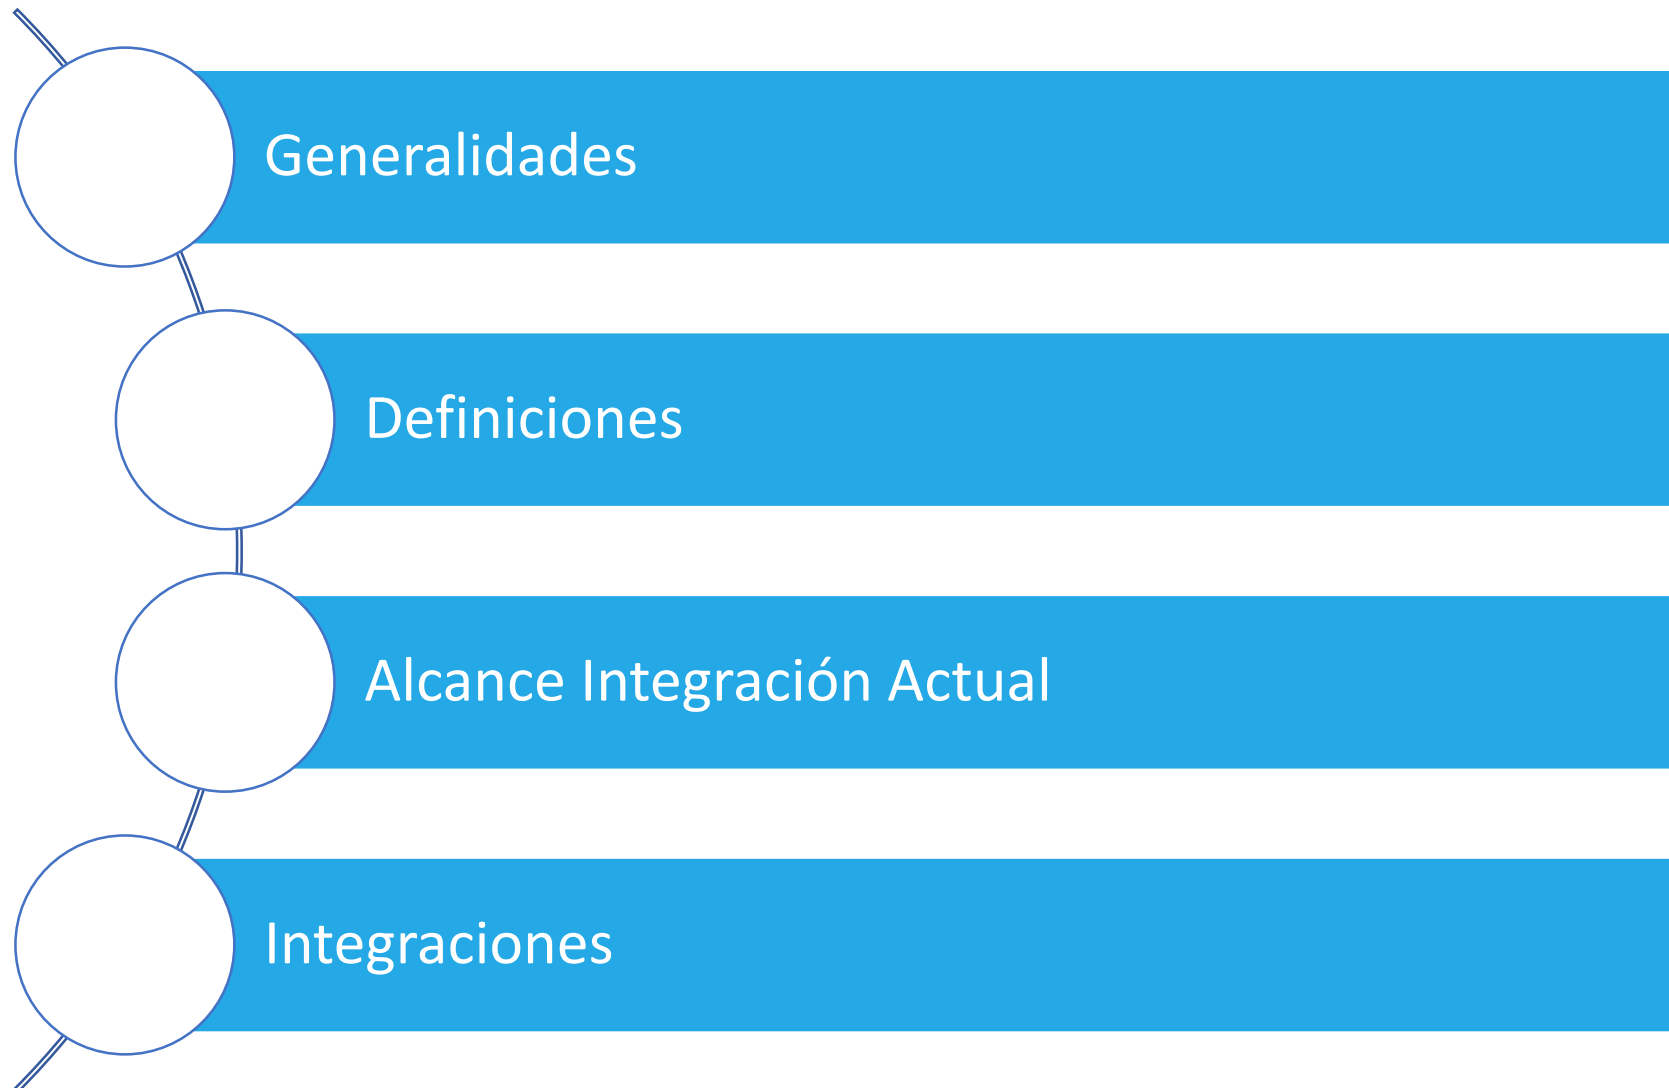 Generalidades
Definiciones
Alcance Integración Actual
Integraciones